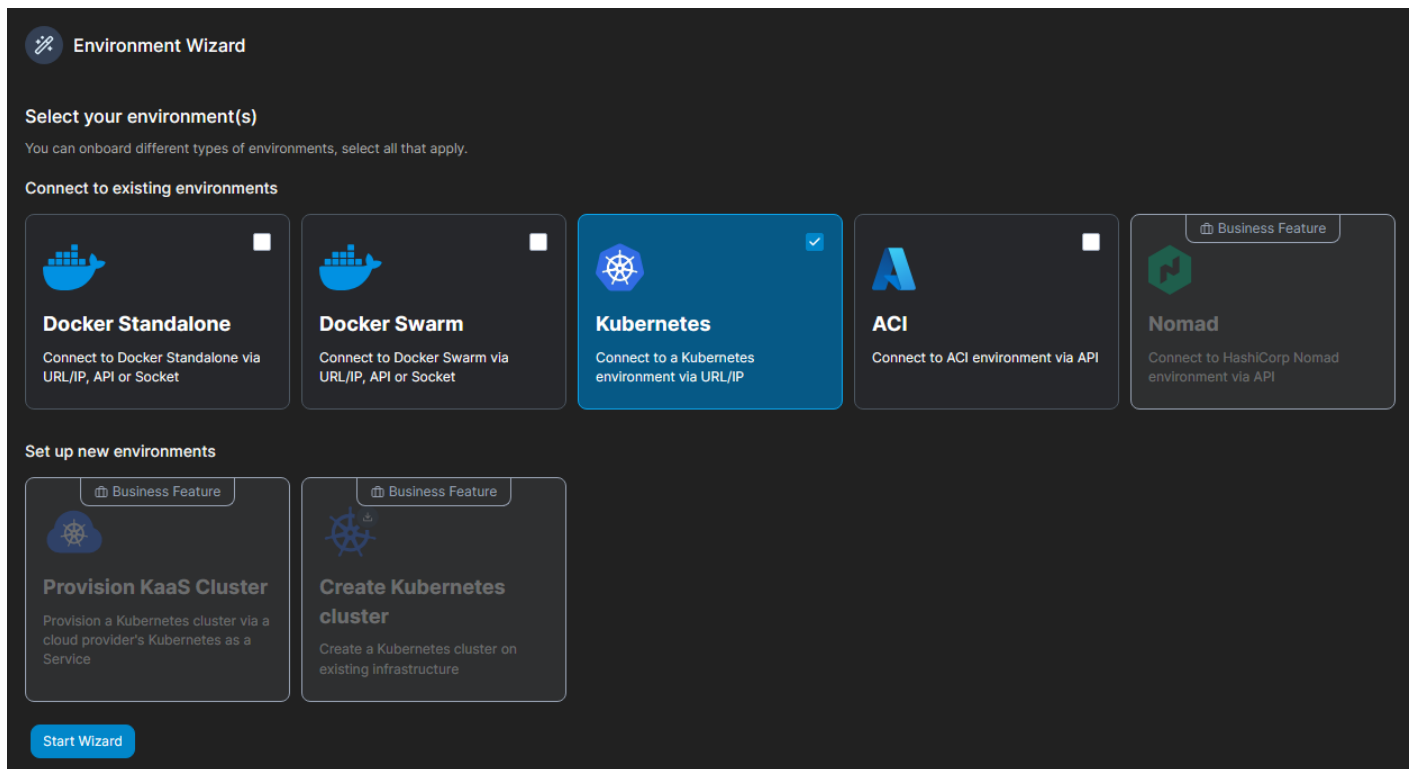 Environment Wizard
Select your environment(s)
You can onboard different types of environments, select all that apply.
Connect to existing environments
Docker Standalone
Connect to Docker Standalone via
URL/IP, API or Socket
Docker Swarm
Connect to Docker Swarm via
URL/IP, API or Socket
Kubernetes
Connect to a Kubernetes
environment via URL/IP
ACI
Connect to ACI environment via API
Business Feature
Nomad
Connect to HashiCorp Nomad
environment via API
Set up new environments
Business Feature
Provision KaaS Cluster
Provision a Kubernetes cluster via a
cloud provider's Kubernetes as a
Service
Business Feature
Create Kubernetes
cluster
Create a Kubernetes cluster on
existing infrastructure
Start Wizard